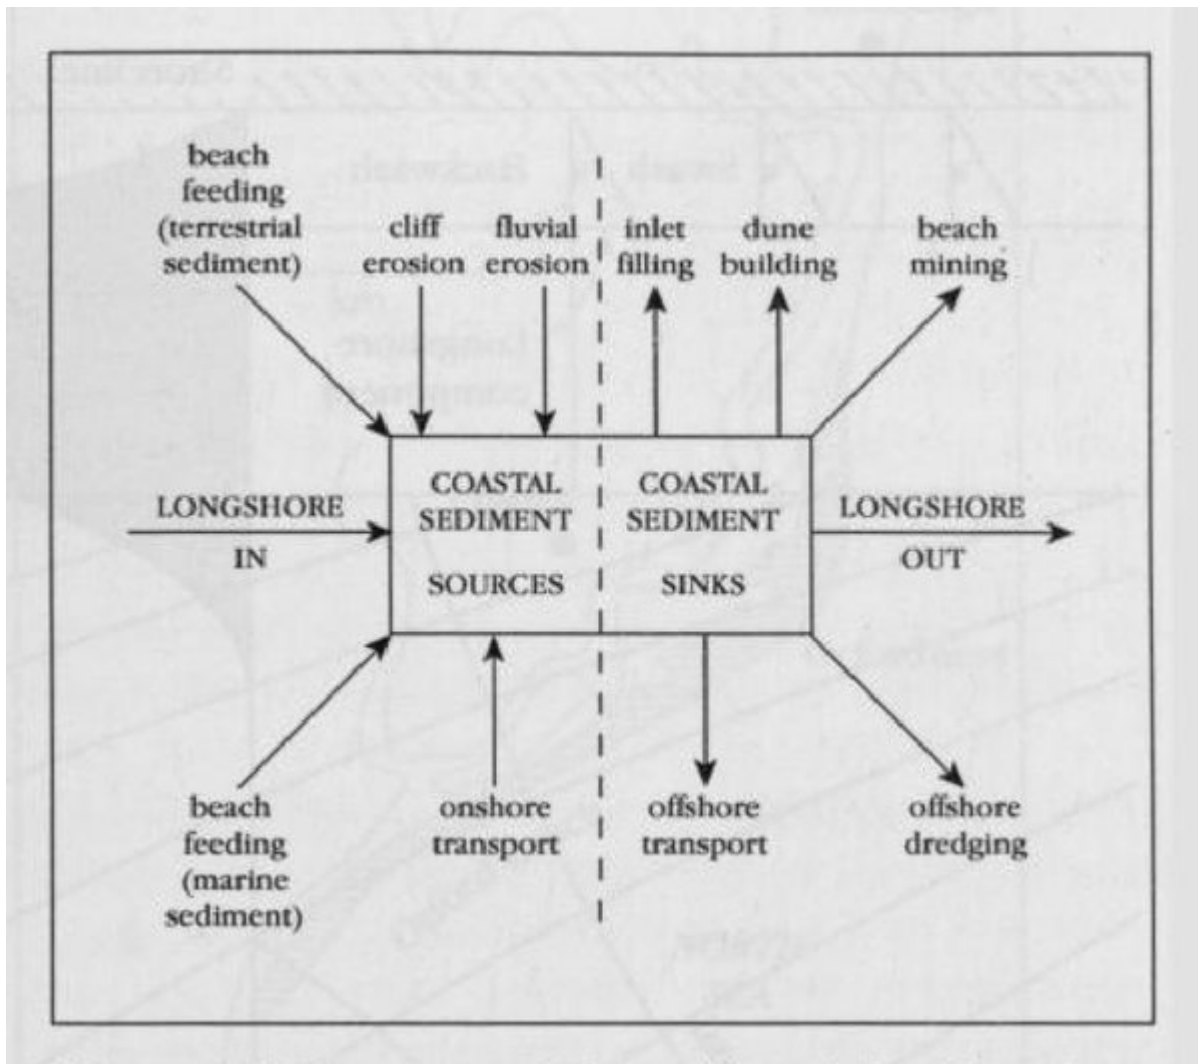 beach
feeding
(terrestrial
sediment)
cliff
erosion
fluvial
erosion
inlet
filling
dune
building
beach
mining
LONGSHORE
IN
COASTAL
SEDIMENT
SOURCES
COASTAL
SEDIMENT
SINKS
LONGSHORE
OUT
beach
feeding
(marine
sediment)
onshore
transport
offshore
transport
offshore
dredging